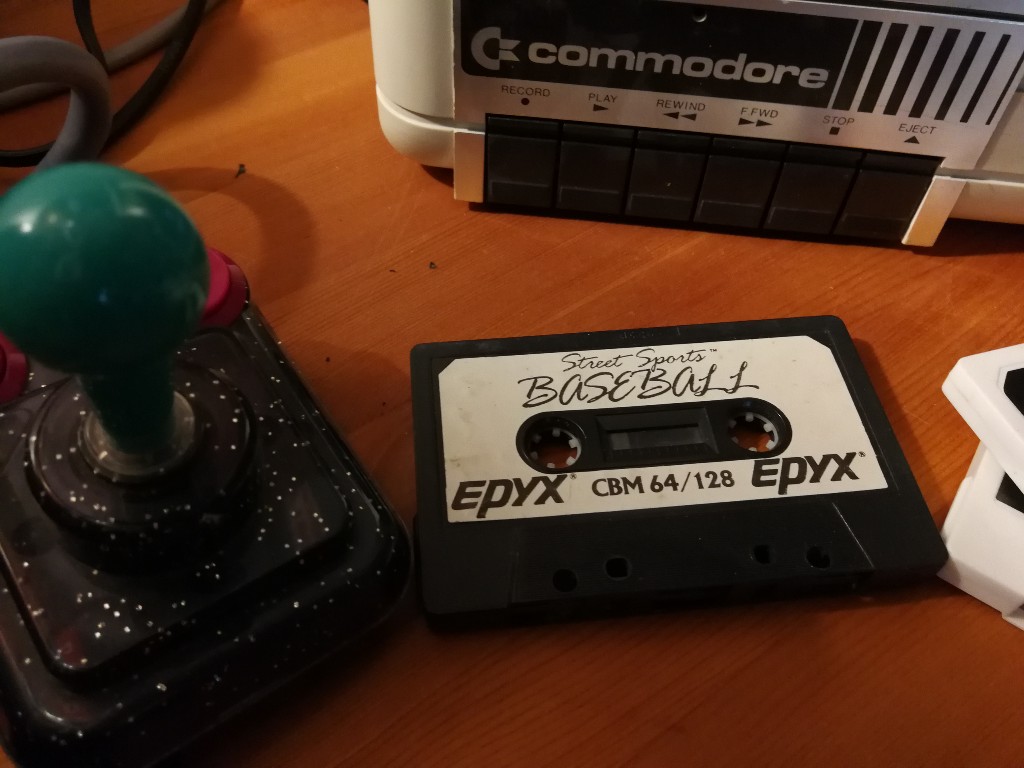 commodore
RECORD PLAY REWIND F.FWD STOP EJECT
Street Sports™
BASEBALL
EPYX® CBM 64/128 EPYX®